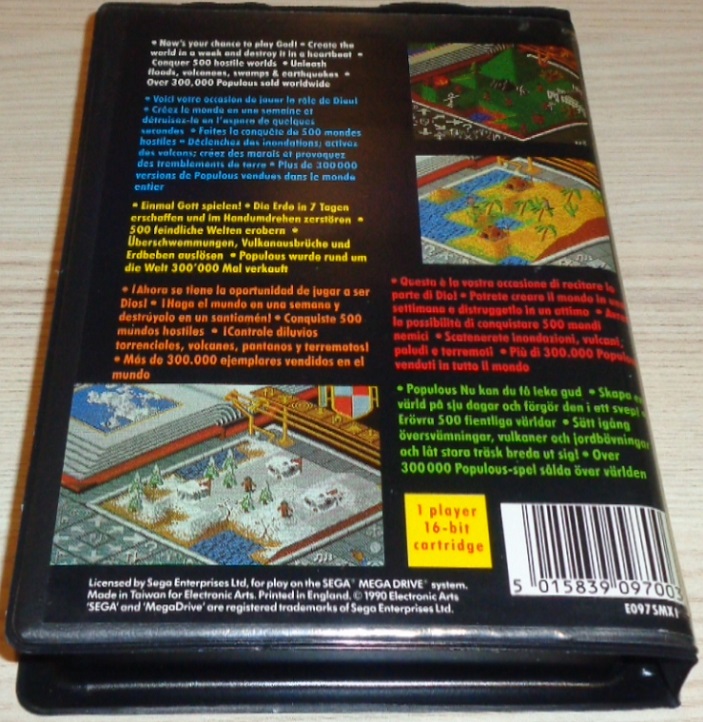 • Now's your chance to play God! • Create the
world in a week and destroy it in a heartbeat •
Conquer 500 hostile worlds • Unleash
floods, volcanoes, swamps & earthquakes •
Over 300,000 Populous sold worldwide
• Voici votre occasion de jouer le rôle de Dieu!
• Créez le monde en une semaine et
détruisez-le en l'espace de quelques
secondes • Faites la conquête de 500 mondes
hostiles • Déclenchez des inondations; activez
des volcans; créez des marais et provoquez
des tremblements de terre • Plus de 300000
versions de Populous vendues dans le monde
entier
• Einmal Gott spielen! • Die Erde in 7 Tagen
erschaffen und im Handumdrehen zerstören •
500 feindliche Welten erobern •
Überschwemmungen, Vulkanausbrüche und
Erdbeben auslösen • Populous wurde rund um
die Welt 300'000 Mal verkauft
• ¡Ahora se tiene la oportunidad de jugar a ser
Dios! • ¡Haga el mundo en una semana y
destrúyalo en un santiamén! • Conquiste 500
mundos hostiles • ¡Controle diluvios
torrenciales, volcanes, pantanos y terremotos!
• Más de 300.000 ejemplares vendidos en el
mundo
• Questa è la vostra occasione di recitare la
parte di Dio! • Potrete creare il mondo in una
settimana e distruggetlo in un attimo •
la possibilità di conquistare 500 mondi
nemici • Scatenerete inondazioni, vulcani,
paludi e terremoti • Più di 300.000 Populous
venduti in tutto il mondo
• Populous Nu kan du få leka gud • Skapa en
värld på sju dagar och förgör den i ett svep! •
Erövra 500 fientliga världar • Sätt igång
översvämningar, vulkaner och jordbävningar
och låt stora träsk breda ut sig! • Over
300000 Populous-spel sålda över världen
1 player
16-bit
cartridge
5 015839 09700
E097SMX1
Licensed by Sega Enterprises Ltd, for play on the SEGA® MEGA DRIVE™ system.
Made in Taiwan for Electronic Arts. Printed in England. © 1990 Electronic Arts
'SEGA' and 'MegaDrive' are registered trademarks of Sega Enterprises Ltd.